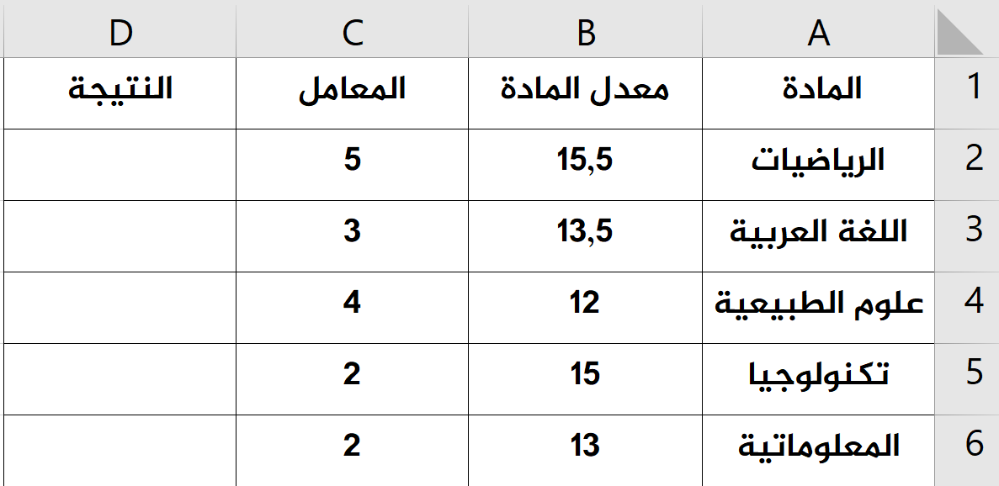 A B C D
1 المادة معدل المادة المعامل النتيجة
2 الرياضيات 15,5 5
3 اللغة العربية 13,5 3
4 علوم الطبيعية 12 4
5 تكنولوجيا 15 2
6 المعلوماتية 13 2